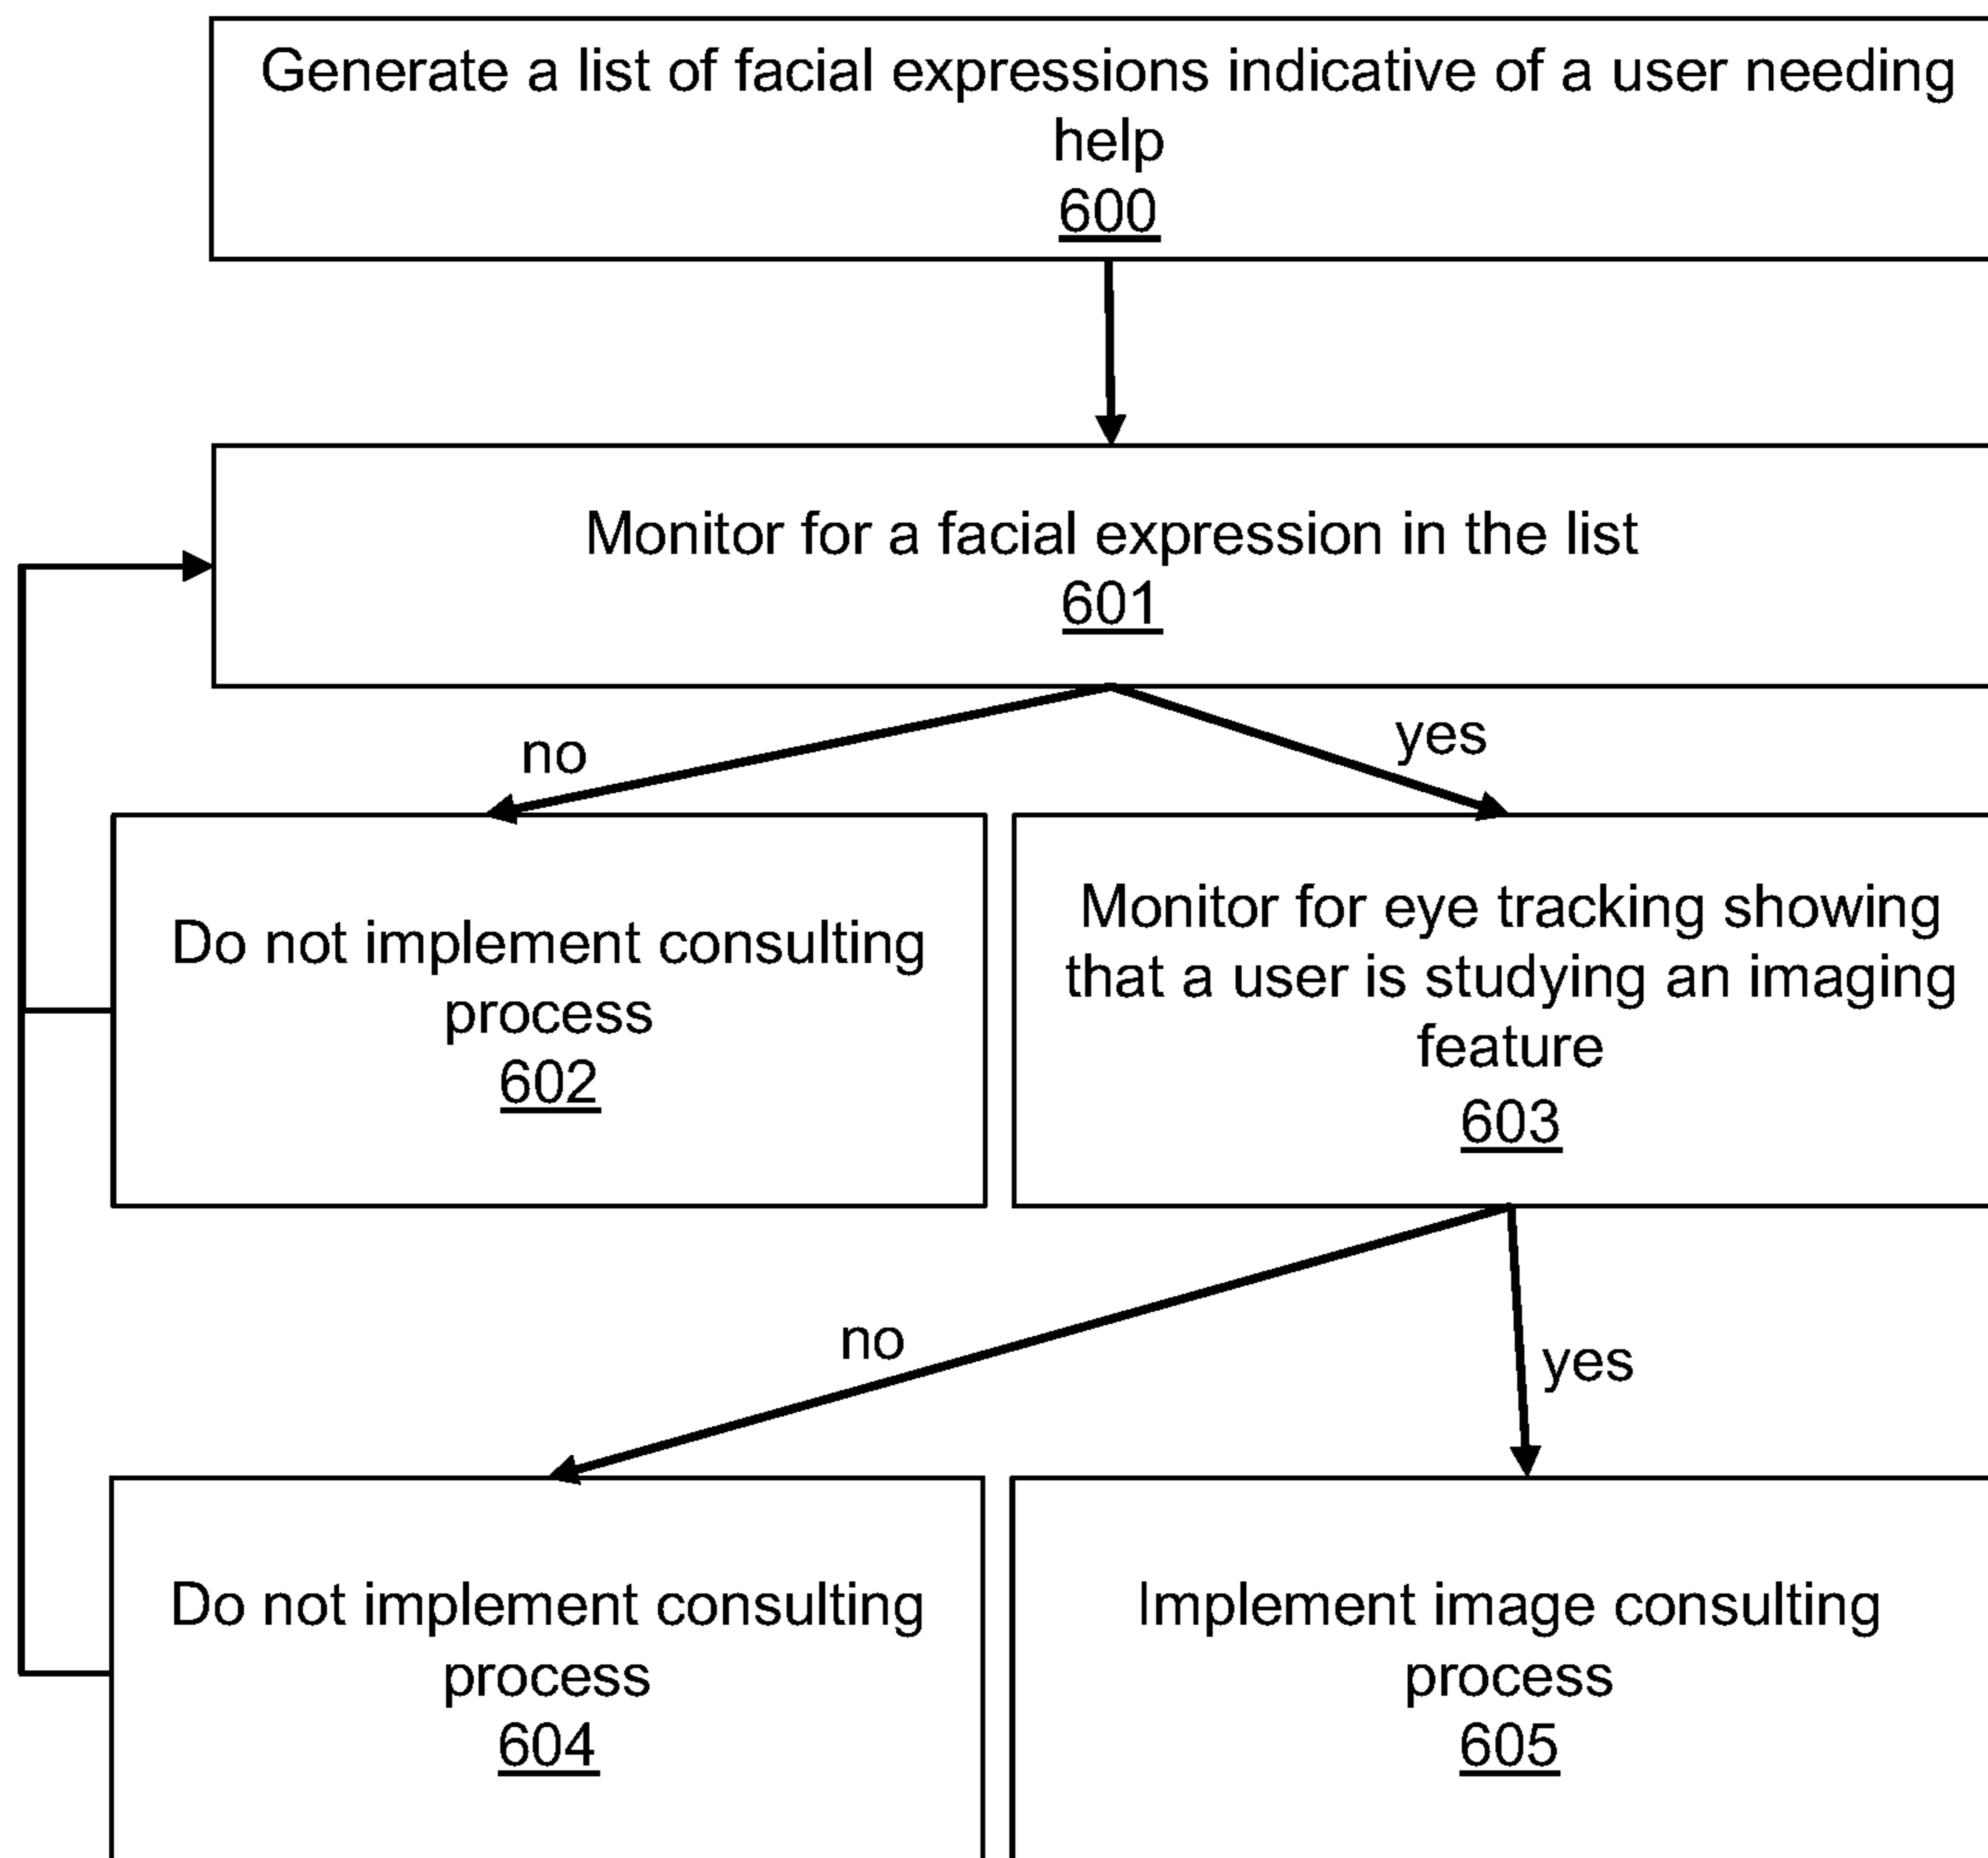 Generate a list of facial expressions indicative of a user needing
help
600
Monitor for a facial expression in the list
601
no
yes
Do not implement consulting
process
602
Monitor for eye tracking showing
that a user is studying an imaging
feature
603
no
yes
Do not implement consulting
process
604
Implement image consulting
process
605